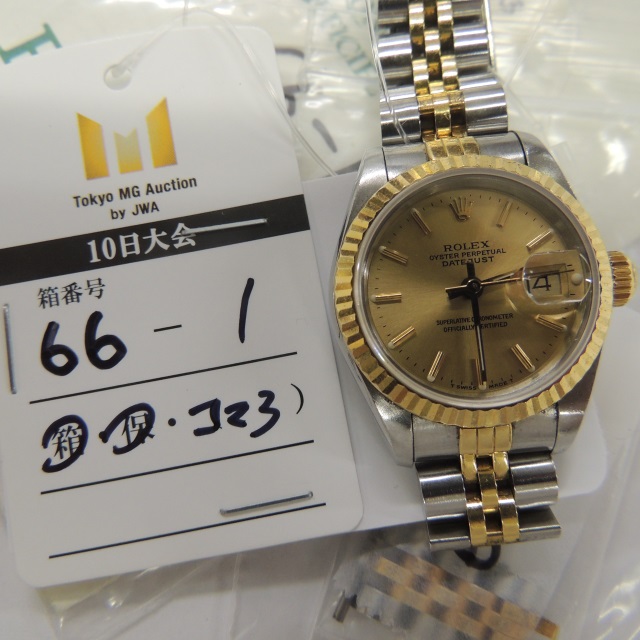 Tokyo MG Auction
by JWA
10日大会
箱番号
66-1
箱・保・コマ3)
ROLEX
OYSTER PERPETUAL
DATEJUST
4
SUPERLATIVE CHRONOMETER
OFFICIALLY CERTIFIED